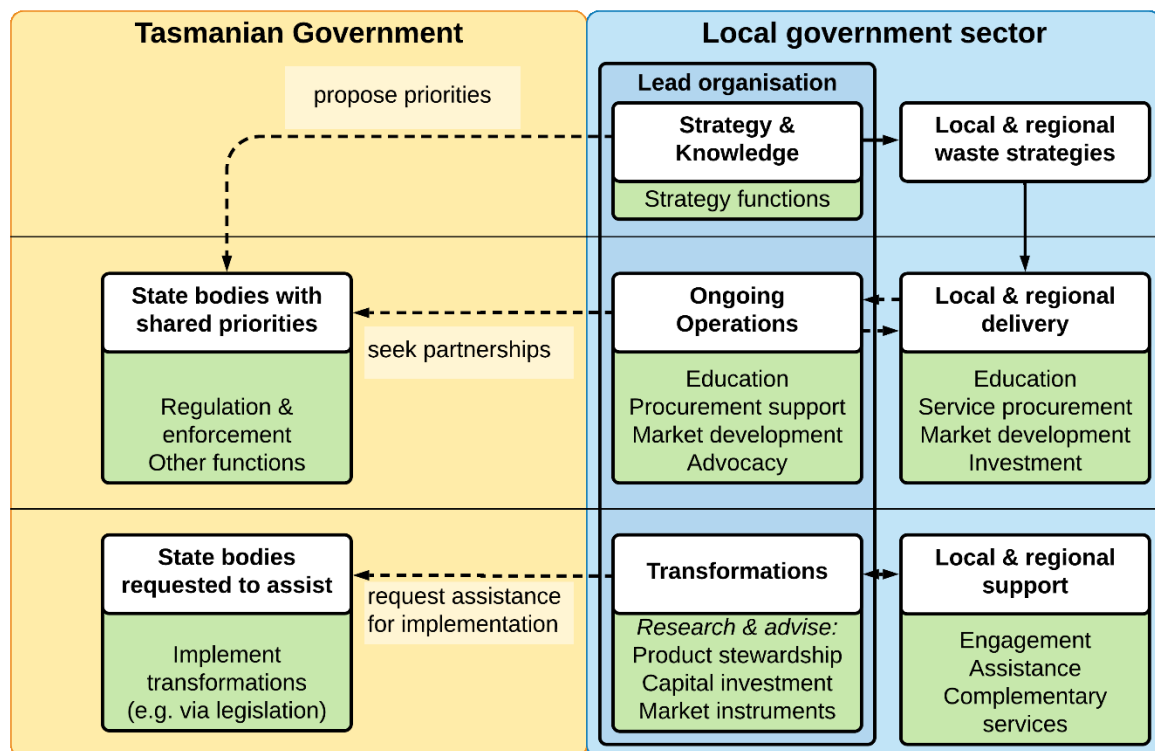 Tasmanian Government
Local government sector
Lead organisation
propose priorities
Strategy &
Knowledge
Strategy functions
Local & regional
waste strategies
State bodies with
shared priorities
Regulation &
enforcement
Other functions
seek partnerships
Ongoing
Operations
Education
Procurement support
Market development
Advocacy
Local & regional
delivery
Education
Service procurement
Market development
Investment
State bodies
requested to assist
Implement
transformations
(e.g. via legislation)
request assistance
for implementation
Transformations
Research & advise:
Product stewardship
Capital investment
Market instruments
Local & regional
support
Engagement
Assistance
Complementary
services